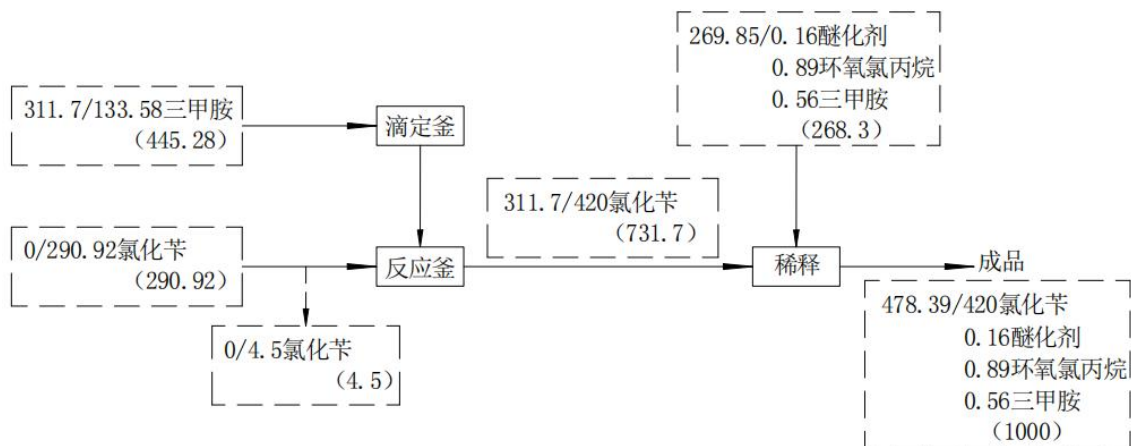 269.85/0.16醚化剂
0.89环氧氯丙烷
0.56三甲胺
(268.3)
311.7/133.58三甲胺
(445.28)
滴定釜
311.7/420氯化苄
(731.7)
0/290.92氯化苄
(290.92)
反应釜
稀释
成品
0/4.5氯化苄
(4.5)
478.39/420氯化苄
0.16醚化剂
0.89环氧氯丙烷
0.56三甲胺
(1000)